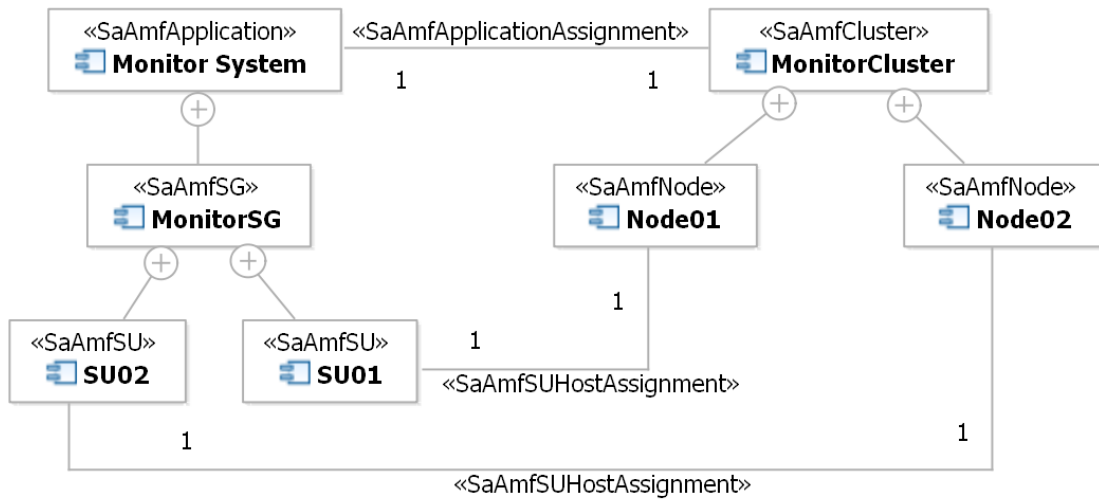 «SaAmfApplication»
Monitor System
«SaAmfApplicationAssignment»
1
1
«SaAmfCluster»
MonitorCluster
«SaAmfSG»
MonitorSG
«SaAmfNode»
Node01
«SaAmfNode»
Node02
«SaAmfSU»
SU02
«SaAmfSU»
SU01
1
1
«SaAmfSUHostAssignment»
1
1
«SaAmfSUHostAssignment»